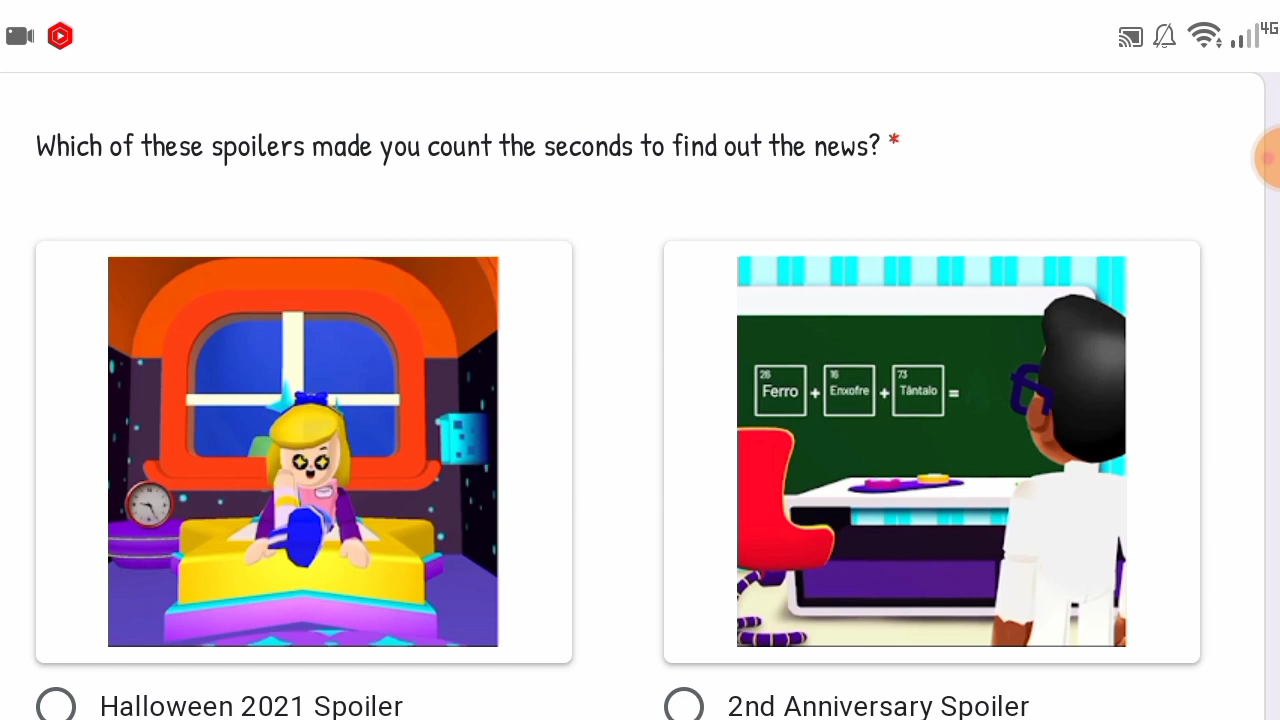 4G
Which of these spoilers made you count the seconds to find out the news? *
26 16 73
Ferro + Enxofre + Tântalo =
Halloween 2021 Spoiler
2nd Anniversary Spoiler